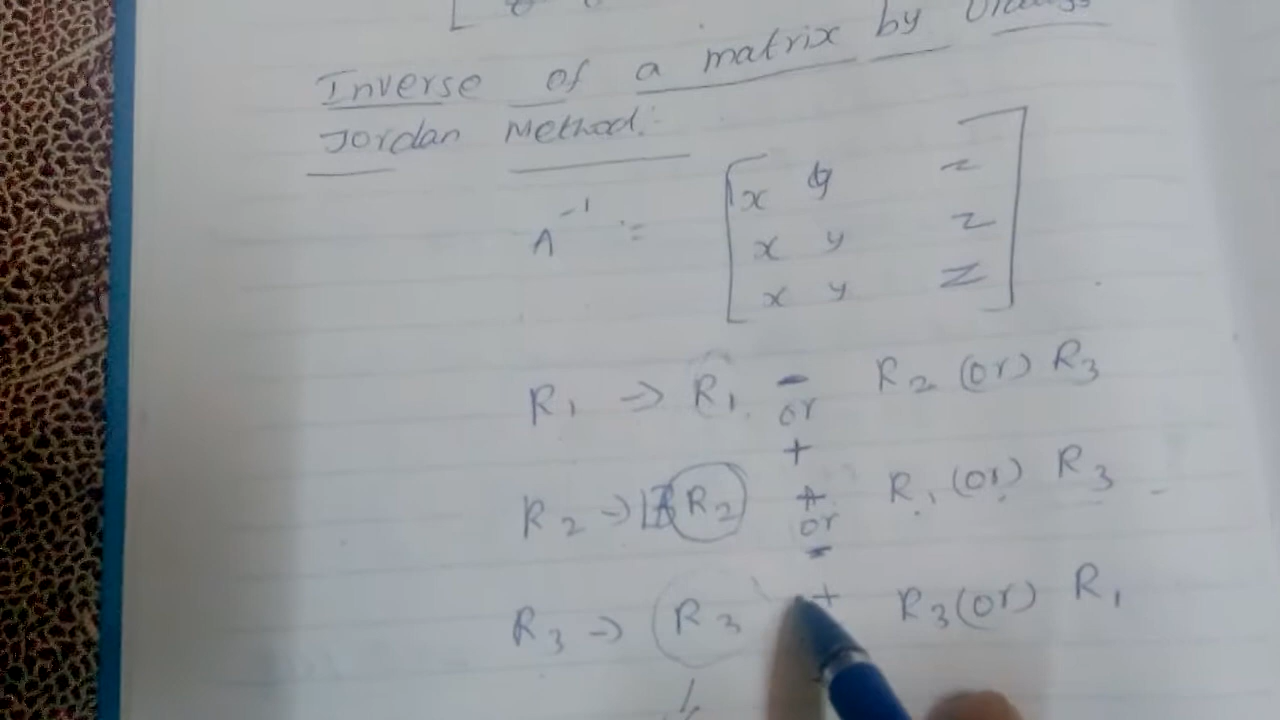 Inverse of a matrix by
Jordan Method:
A⁻¹ = [ x y z
x y z
x y z ]
R₁ → R₁ - or + R₂ (or) R₃
R₂ → R₂ + or - R₁ (or) R₃
R₃ → R₃ + R₃ (or) R₁